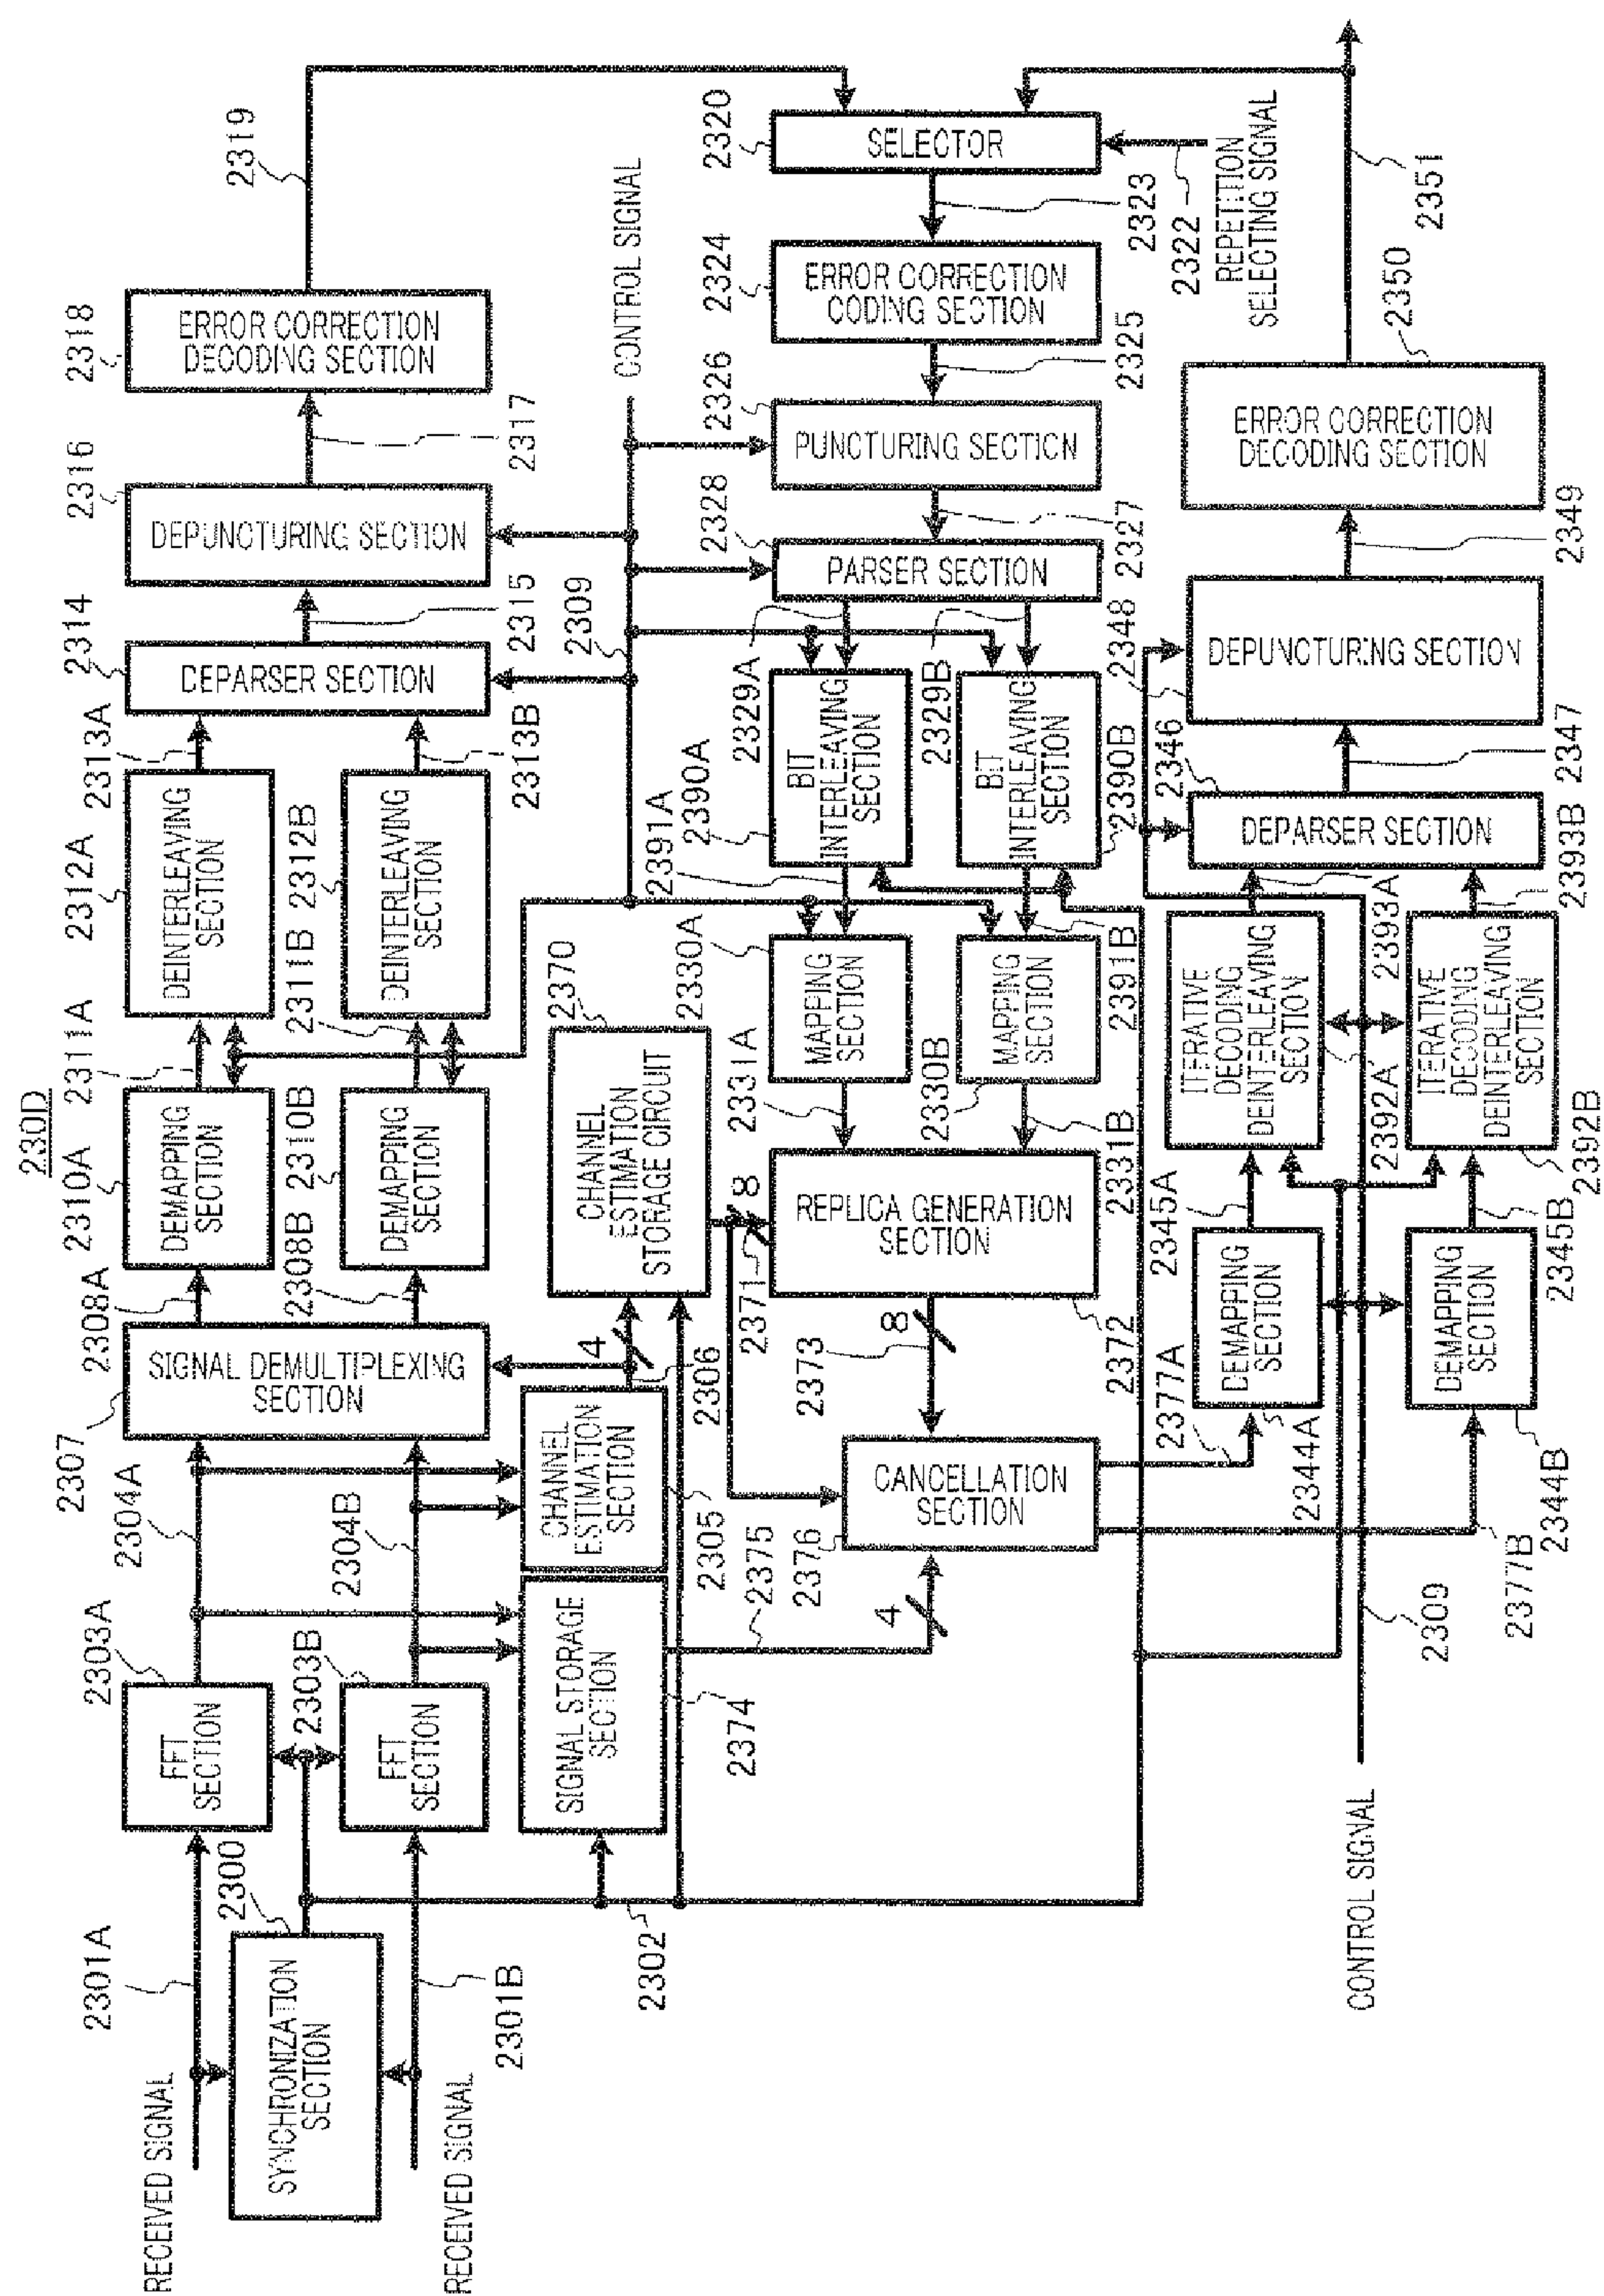 230D
RECEIVED SIGNAL
2301A
SYNCHRONIZATION
SECTION
2300
RECEIVED SIGNAL
2301B
2302
FFT
SECTION
2303A
FFT
SECTION
2303B
2304A
2304B
SIGNAL STORAGE
SECTION
2374
2375
CHANNEL
ESTIMATION
SECTION
2305
2306
4
SIGNAL DEMULTIPLEXING
SECTION
2307
2308A
2308B
DEMAPPING
SECTION
2310A
DEMAPPING
SECTION
2310B
2311A
2311B
DEINTERLEAVING
SECTION
2312A
DEINTERLEAVING
SECTION
2312B
2313A
2313B
DEPARSER SECTION
2314
2315
DEPUNCTURING SECTION
2316
2317
ERROR CORRECTION
DECODING SECTION
2318
2319
CONTROL SIGNAL
2309
SELECTOR
2320
REPETITION
SELECTING SIGNAL
2322
2323
ERROR CORRECTION
CODING SECTION
2324
2325
PUNCTURING SECTION
2326
2327
PARSER SECTION
2328
2329A
2329B
BIT
INTERLEAVING
SECTION
2390A
BIT
INTERLEAVING
SECTION
2390B
2391A
2391B
MAPPING
SECTION
2330A
MAPPING
SECTION
2330B
2331A
2331B
CHANNEL
ESTIMATION
STORAGE CIRCUIT
2370
2371
8
REPLICA GENERATION
SECTION
2372
2373
8
CANCELLATION
SECTION
2376
4
2377A
2377B
DEMAPPING
SECTION
2344A
DEMAPPING
SECTION
2344B
2345A
2345B
ITERATIVE
DECODING
DEINTERLEAVING
SECTION
2392A
ITERATIVE
DECODING
DEINTERLEAVING
SECTION
2392B
2393A
2393B
DEPARSER SECTION
2346
2347
DEPUNCTURING SECTION
2348
2349
ERROR CORRECTION
DECODING SECTION
2350
2351
CONTROL SIGNAL
2309